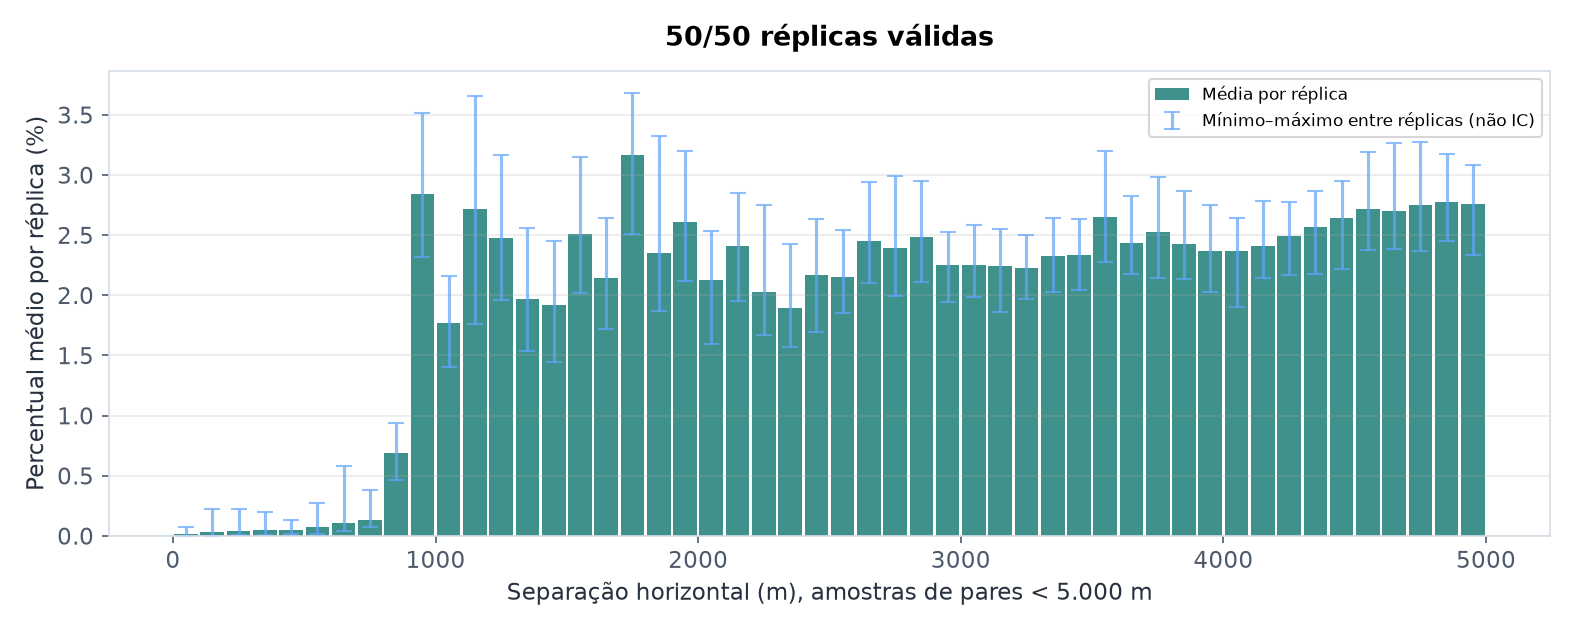 50/50 réplicas válidas
Média por réplica
Mínimo–máximo entre réplicas (não IC)
Percentual médio por réplica (%)
3.5
3.0
2.5
2.0
1.5
1.0
0.5
0.0
0 1000 2000 3000 4000 5000
Separação horizontal (m), amostras de pares < 5.000 m